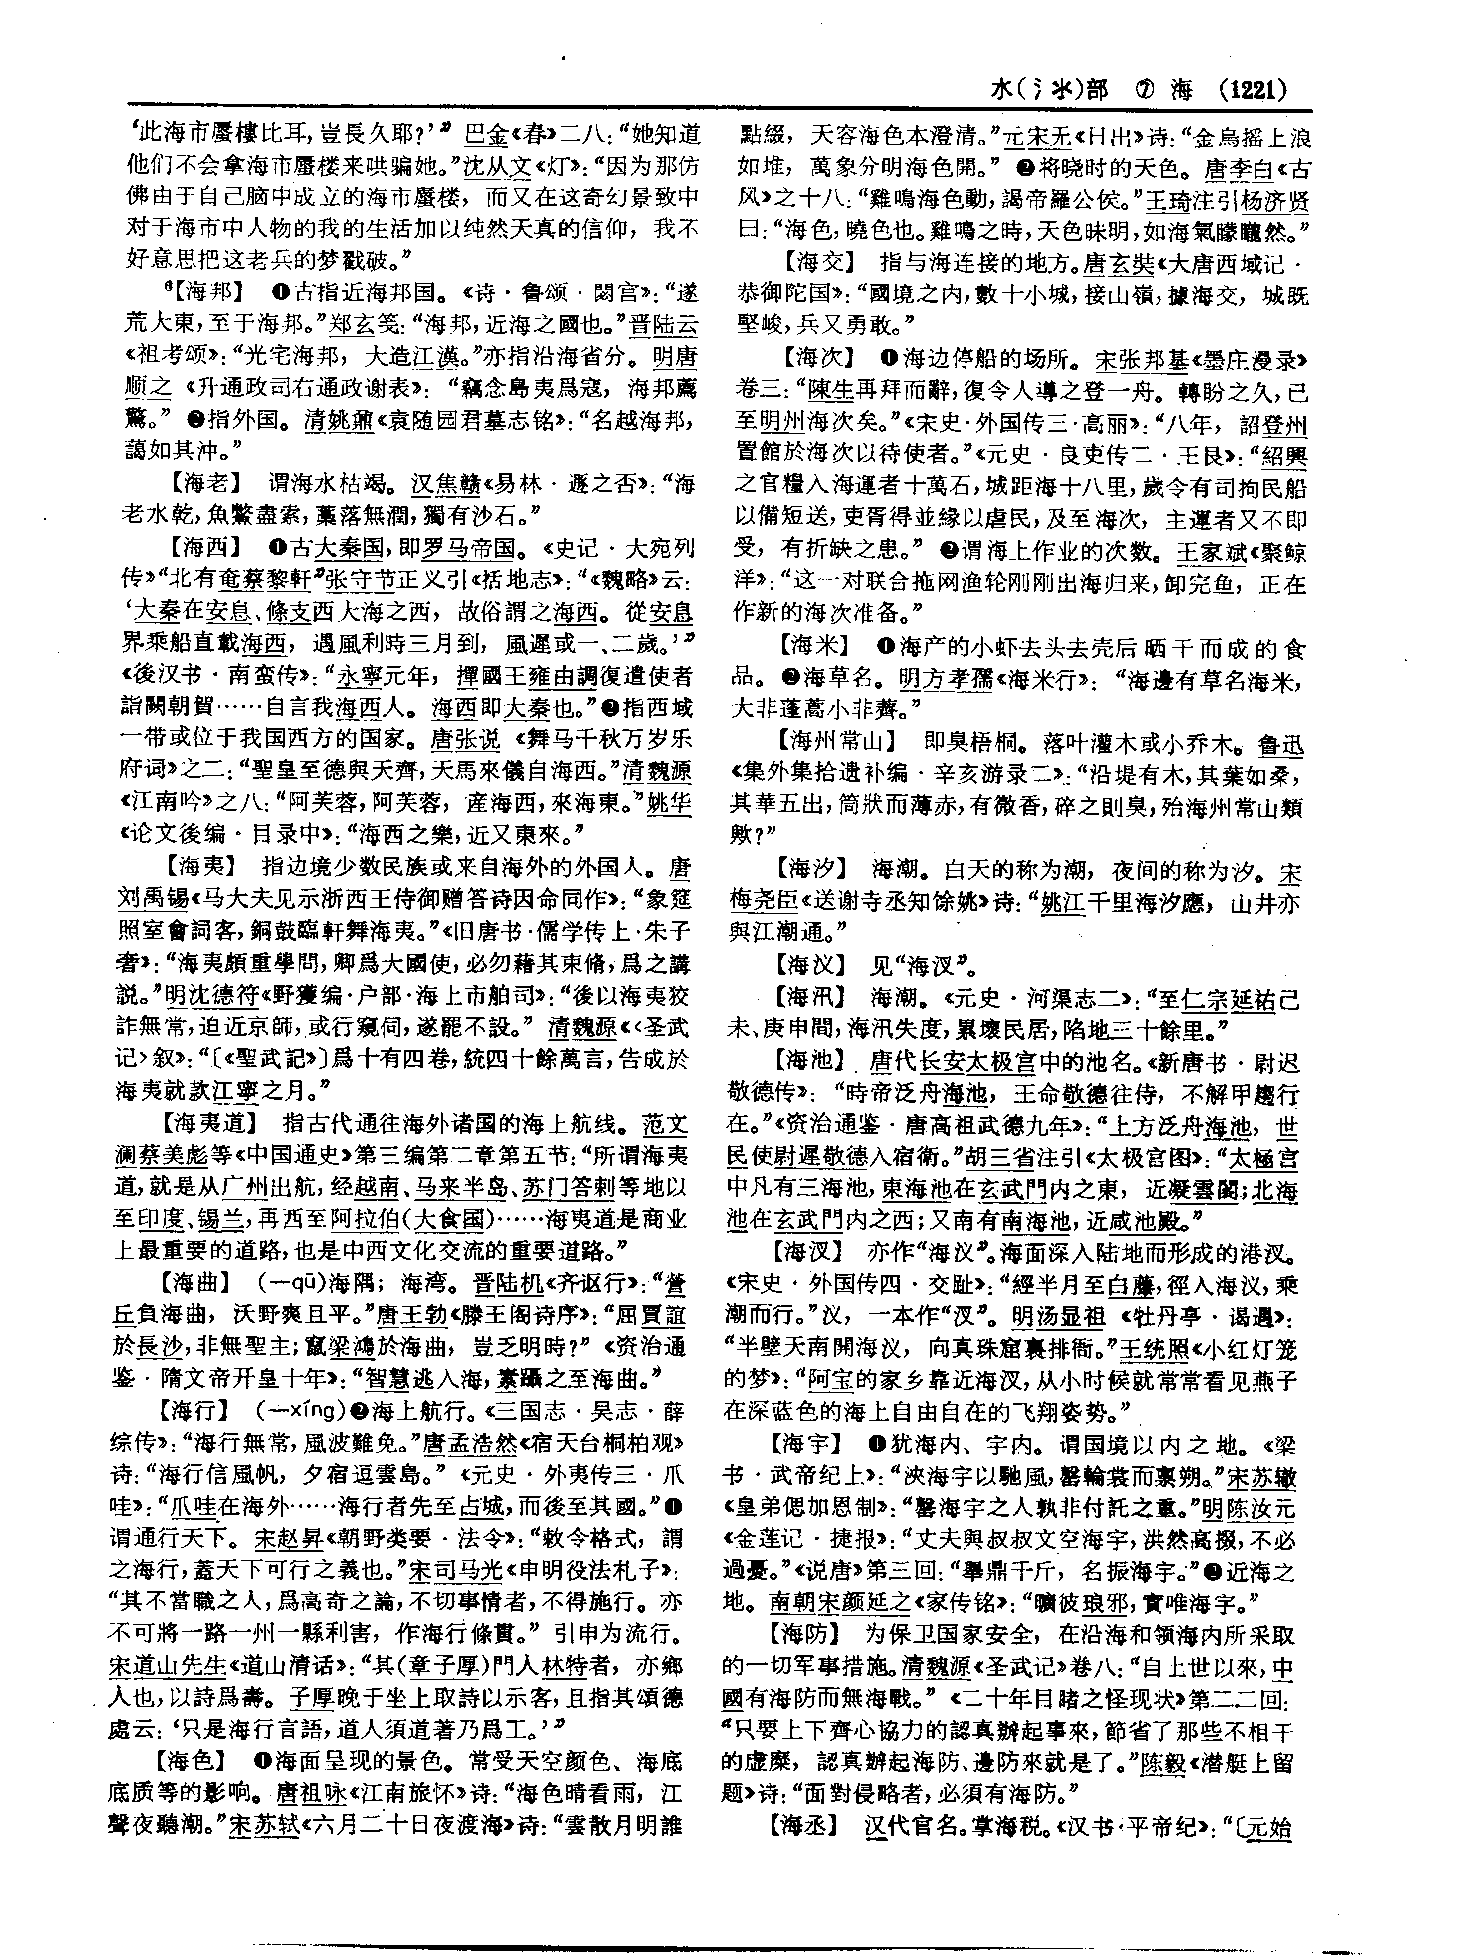 水(氵氺)部 ⑦ 海 (1221)
‘此海市蜃樓比耳,豈長久耶?’” 巴金《春》二八:“她知道
他们不会拿海市蜃楼来哄骗她。”沈从文《灯》:“因为那仿
佛由于自己脑中成立的海市蜃楼，而又在这奇幻景致中
对于海市中人物的我的生活加以纯然天真的信仰，我不
好意思把这老兵的梦戳破。”
⁶【海邦】 ❶古指近海邦国。《诗·鲁颂·閟宫》:“遂
荒大東,至于海邦。”郑玄笺:“海邦,近海之國也。”晋陆云
《祖考颂》:“光宅海邦，大造江漢。”亦指沿海省分。明唐
顺之《升通政司右通政谢表》:“竊念島夷爲寇，海邦薦
驚。” ❷指外国。清姚鼐《袁随园君墓志铭》:“名越海邦，
藹如其沖。”
【海老】 谓海水枯竭。汉焦赣《易林·遯之否》:“海
老水乾,魚鱉盡索,藁落無潤,獨有沙石。”
【海西】 ❶古大秦国,即罗马帝国。《史记·大宛列
传》“北有奄蔡黎軒”张守节正义引《括地志》:“《魏略》云:
‘大秦在安息、條支西大海之西，故俗謂之海西。從安息
界乘船直載海西，遇風利時三月到，風遲或一、二歲。’”
《後汉书·南蛮传》:“永寧元年，撣國王雍由調復遣使者
詣闕朝賀……自言我海西人。海西即大秦也。”❷指西域
一带或位于我国西方的国家。唐张说《舞马千秋万岁乐
府词》之二:“聖皇至德與天齊,天馬來儀自海西。”清魏源
《江南吟》之八:“阿芙蓉,阿芙蓉，産海西,來海東。”姚华
《论文後编·目录中》:“海西之樂,近又東來。”
【海夷】 指边境少数民族或来自海外的外国人。唐
刘禹锡《马大夫见示浙西王侍御赠答诗因命同作》:“象筵
照室會詞客,銅鼓臨軒舞海夷。”《旧唐书·儒学传上·朱子
奢》:“海夷頗重學問,卿爲大國使,必勿藉其束脩,爲之講
説。”明沈德符《野獲编·户部·海上市舶司》:“後以海夷狡
詐無常,迫近京師,或行窺伺,遂罷不設。” 清魏源《〈圣武
记〉叙》:“〔《聖武記》〕爲十有四卷,統四十餘萬言,告成於
海夷就款江寧之月。”
【海夷道】 指古代通往海外诸国的海上航线。范文
澜蔡美彪等《中国通史》第三编第二章第五节:“所谓海夷
道,就是从广州出航,经越南、马来半岛、苏门答剌等地以
至印度、锡兰,再西至阿拉伯(大食国)……海夷道是商业
上最重要的道路,也是中西文化交流的重要道路。”
【海曲】 (—qū)海隅；海湾。晋陆机《齐讴行》:“營
丘負海曲，沃野爽且平。”唐王勃《滕王阁诗序》:“屈賈誼
於長沙,非無聖主;竄梁鴻於海曲，豈乏明時?” 《资治通
鉴·隋文帝开皇十年》:“智慧逃入海,素躡之至海曲。”
【海行】 (—xíng)❷海上航行。《三国志·吴志·薛
综传》:“海行無常,風波難免。”唐孟浩然《宿天台桐柏观》
诗:“海行信風帆，夕宿逗雲島。” 《元史·外夷传三·爪
哇》:“爪哇在海外……海行者先至占城,而後至其國。”❶
谓通行天下。宋赵昇《朝野类要·法令》:“敕令格式，謂
之海行,蓋天下可行之義也。”宋司马光《申明役法札子》:
“其不當職之人,爲高奇之論,不切事情者,不得施行。亦
不可將一路一州一縣利害，作海行條貫。” 引申为流行。
宋道山先生《道山清话》:“其(章子厚)門人林特者，亦鄉
人也,以詩爲壽。子厚晚于坐上取詩以示客,且指其頌德
處云:‘只是海行言語,道人須道著乃爲工。’”
【海色】 ❶海面呈现的景色。常受天空颜色、海底
底质等的影响。唐祖咏《江南旅怀》诗:“海色晴看雨，江
聲夜聽潮。”宋苏轼《六月二十日夜渡海》诗:“雲散月明誰
點綴，天容海色本澄清。”元宋无《日出》诗:“金烏摇上浪
如堆，萬象分明海色開。” ❷将晓时的天色。唐李白《古
风》之十八:“雞鳴海色動,謁帝羅公侯。”王琦注引杨济贤
曰:“海色,曉色也。雞鳴之時,天色昧明,如海氣朦朧然。”
【海交】 指与海连接的地方。唐玄奘《大唐西域记·
恭御陀国》:“國境之内,數十小城,接山嶺,據海交，城既
堅峻,兵又勇敢。”
【海次】 ❶海边停船的场所。宋张邦基《墨庄漫录》
卷三:“陳生再拜而辭,復令人導之登一舟。轉盼之久,已
至明州海次矣。”《宋史·外国传三·高丽》:“八年，詔登州
置館於海次以待使者。”《元史·良吏传二·王艮》:“紹興
之官糧入海運者十萬石,城距海十八里,歲令有司拘民船
以備短送,吏胥得並缘以虐民,及至海次，主運者又不即
受，有折缺之患。” ❷谓海上作业的次数。王家斌《聚鲸
洋》:“这一对联合拖网渔轮刚刚出海归来,卸完鱼，正在
作新的海次准备。”
【海米】 ❶海产的小虾去头去壳后晒干而成的食
品。❷海草名。明方孝孺《海米行》:“海邊有草名海米，
大非蓬蒿小非薺。”
【海州常山】 即臭梧桐。落叶灌木或小乔木。鲁迅
《集外集拾遗补编·辛亥游录二》:“沿堤有木,其葉如桑，
其華五出,筒狀而薄赤,有微香,碎之則臭,殆海州常山類
歟?”
【海汐】 海潮。白天的称为潮，夜间的称为汐。宋
梅尧臣《送谢寺丞知馀姚》诗:“姚江千里海汐應，山井亦
與江潮通。”
【海汊】 见“海汊”。
【海汛】 海潮。《元史·河渠志二》:“至仁宗延祐己
未、庚申間,海汛失度,累壞民居,陷地三十餘里。”
【海池】 唐代长安太极宫中的池名。《新唐书·尉迟
敬德传》:“時帝泛舟海池，王命敬德往侍，不解甲趨行
在。”《资治通鉴·唐高祖武德九年》:“上方泛舟海池，世
民使尉遲敬德入宿衛。”胡三省注引《太极宫图》:“太極宫
中凡有三海池,東海池在玄武門内之東，近凝雲閣;北海
池在玄武門内之西;又南有南海池,近咸池殿。”
【海汊】 亦作“海汊”。海面深入陆地而形成的港汊。
《宋史·外国传四·交趾》:“經半月至白藤,徑入海汊,乘
潮而行。”汊，一本作“汊”。明汤显祖《牡丹亭·谒遇》:
“半壁天南開海汊，向真珠窟裏排衙。”王统照《小红灯笼
的梦》:“阿宝的家乡靠近海汊,从小时候就常常看见燕子
在深蓝色的海上自由自在的飞翔姿势。”
【海宇】 ❶犹海内、宇内。谓国境以内之地。《梁
书·武帝纪上》:“浹海宇以馳風,罄輪裳而禀朔。”宋苏辙
《皇弟偲加恩制》:“罄海宇之人孰非付託之重。”明陈汝元
《金莲记·捷报》:“丈夫與叔叔文空海宇,洪然高掇,不必
過憂。”《说唐》第三回:“舉鼎千斤，名振海宇。”❷近海之
地。南朝宋颜延之《家传铭》:“曠彼琅邪,實唯海宇。”
【海防】 为保卫国家安全，在沿海和领海内所采取
的一切军事措施。清魏源《圣武记》卷八:“自上世以來,中
國有海防而無海戰。” 《二十年目睹之怪现状》第二二回:
“只要上下齊心協力的認真辦起事來,節省了那些不相干
的虚糜，認真辦起海防、邊防來就是了。”陈毅《潜艇上留
题》诗:“面對侵略者,必須有海防。”
【海丞】 汉代官名。掌海税。《汉书·平帝纪》:“〔元始